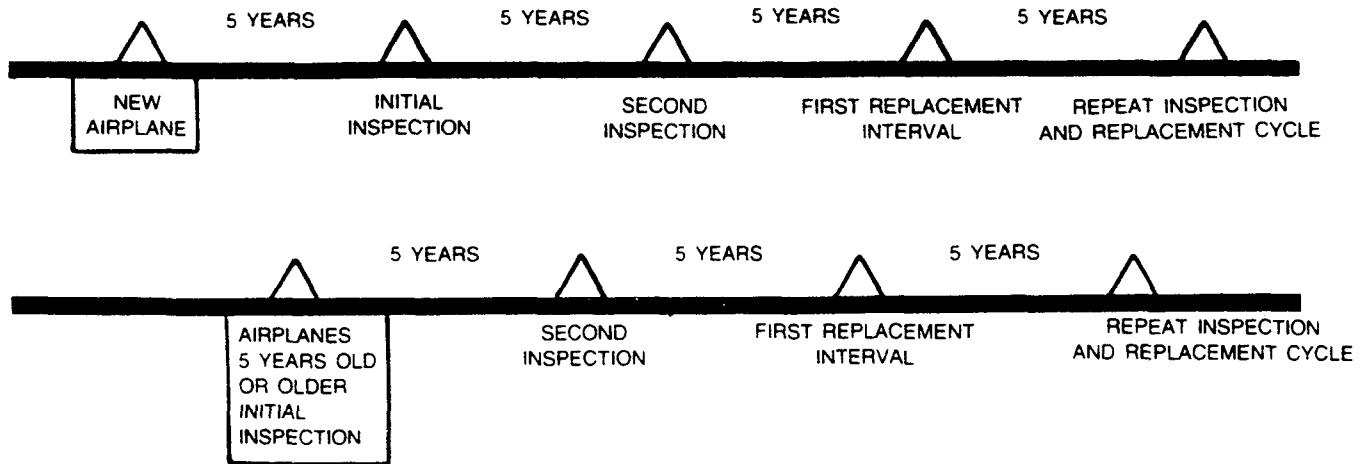 5 YEARS 5 YEARS 5 YEARS 5 YEARS
NEW
AIRPLANE
INITIAL
INSPECTION
SECOND
INSPECTION
FIRST REPLACEMENT
INTERVAL
REPEAT INSPECTION
AND REPLACEMENT CYCLE
5 YEARS 5 YEARS 5 YEARS
AIRPLANES
5 YEARS OLD
OR OLDER
INITIAL
INSPECTION
SECOND
INSPECTION
FIRST REPLACEMENT
INTERVAL
REPEAT INSPECTION
AND REPLACEMENT CYCLE